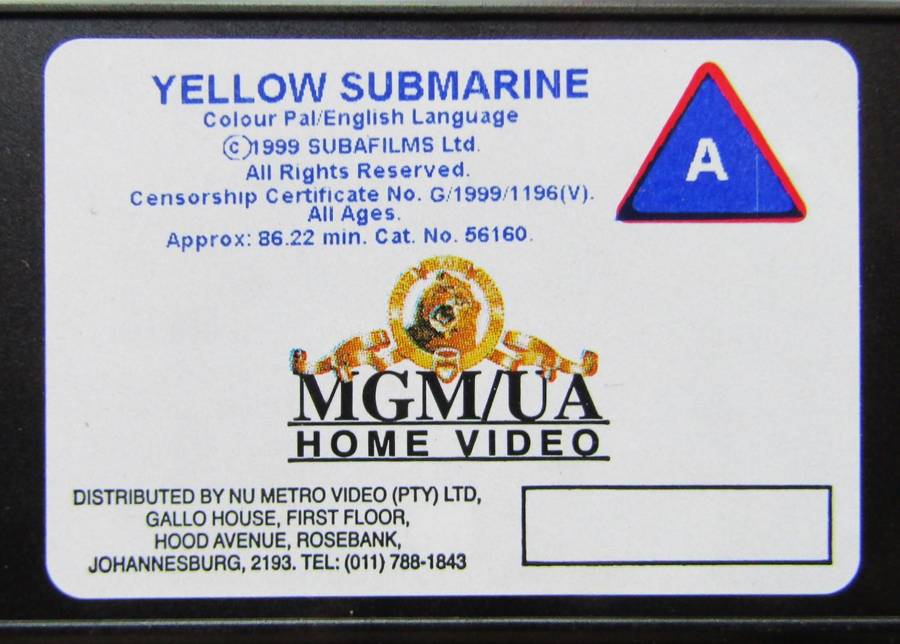 YELLOW SUBMARINE
Colour Pal/English Language
©1999 SUBAFILMS Ltd.
All Rights Reserved.
Censorship Certificate No. G/1999/1196(V).
All Ages.
Approx: 86.22 min. Cat. No. 56160.
A
MGM/UA
HOME VIDEO
DISTRIBUTED BY NU METRO VIDEO (PTY) LTD,
GALLO HOUSE, FIRST FLOOR,
HOOD AVENUE, ROSEBANK,
JOHANNESBURG, 2193. TEL: (011) 788-1843